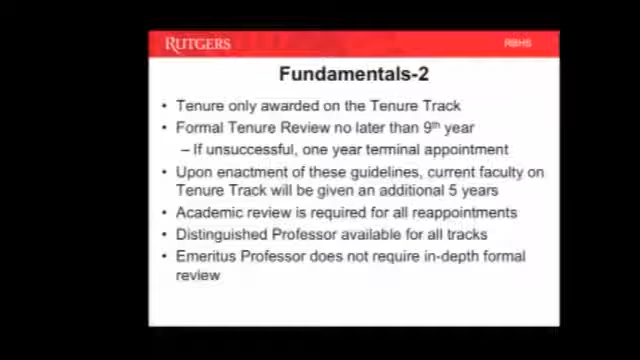 RUTGERS
RBHS
Fundamentals-2
• Tenure only awarded on the Tenure Track
• Formal Tenure Review no later than 9th year
– If unsuccessful, one year terminal appointment
• Upon enactment of these guidelines, current faculty on
Tenure Track will be given an additional 5 years
• Academic review is required for all reappointments
• Distinguished Professor available for all tracks
• Emeritus Professor does not require in-depth formal
review